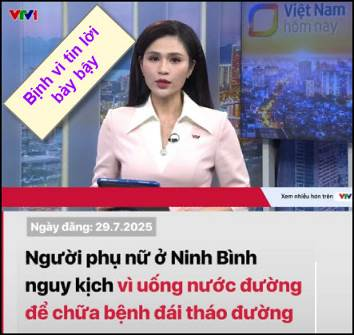 VTV1
Việt Nam
hôm nay
Bịnh vì tin lời
bày bậy
Xem nhiều hơn trên VTV
Ngày đăng: 29.7.2025
Người phụ nữ ở Ninh Bình
nguy kịch vì uống nước đường
để chữa bệnh đái tháo đường